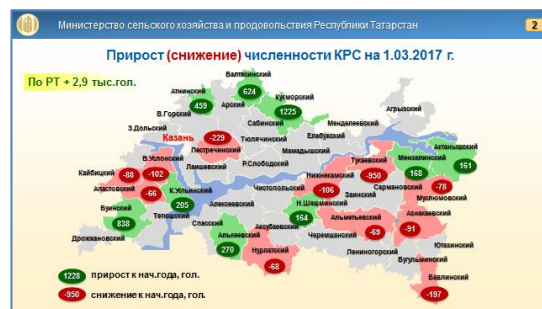 Министерство сельского хозяйства и продовольствия Республики Татарстан
2
Прирост (снижение) численности КРС на 1.03.2017 г.
По РТ + 2,9 тыс.гол.
Балтасинский
624
Атнинский
459
Кукморский
1225
Арский
В.Горский
Сабинский
Агрызский
Менделеевский
З.Дольский
Казань
-229
Тюлячинский
Елабужский
Пестречинский
Мамадышский
Актанышский
161
В.Услонский
Лаишевский
Р.Слободский
Тукаевский
Мензелинский
168
Кайбицкий
-88
-102
Нижнекамский
-950
Сармановский
-78
Апастовский
-66
К.Устьинский
205
Чистопольский
-106
Заинский
Муслюмовский
Буинский
838
Тетюшский
Алексеевский
Н.Шешминский
164
Альметьевский
-69
Азнакаевский
-91
Спасский
Аксубаевский
Черемшанский
Дрожжановский
Алькеевский
270
Нурлатский
-68
Лениногорский
Ютазинский
Бугульминский
Бавлинский
-197
1228 прирост к нач.года, гол.
-950 снижение к нач.года, гол.